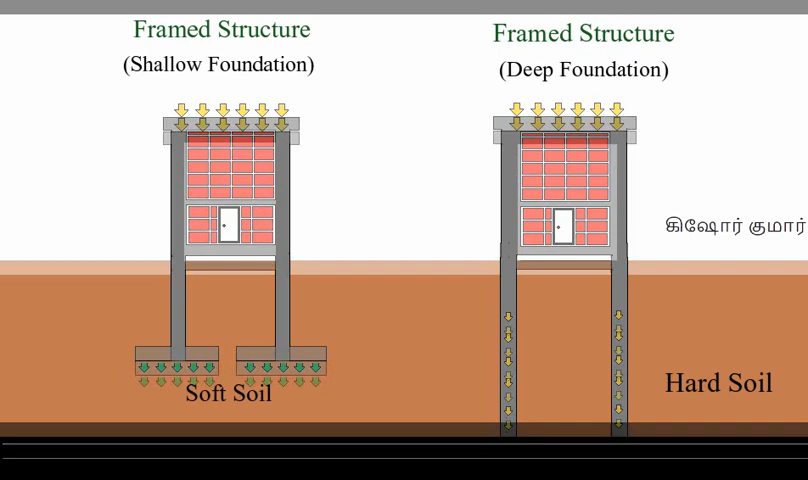 Framed Structure
(Shallow Foundation)
Framed Structure
(Deep Foundation)
கிஷோர் குமார்
Soft Soil
Hard Soil